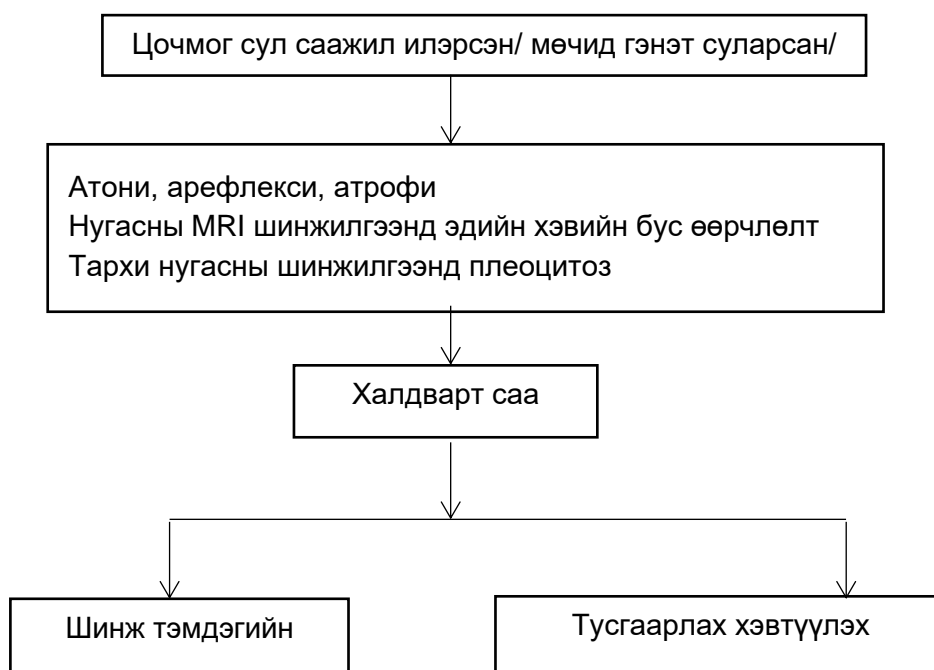 Цочмог сул саажил илэрсэн/ мөчид гэнэт суларсан/
Атони, арефлекси, атрофи
Нугасны MRI шинжилгээнд эдийн хэвийн бус өөрчлөлт
Тархи нугасны шинжилгээнд плеоцитоз
Халдварт саа
Шинж тэмдэгийн
Тусгаарлах хэвтүүлэх